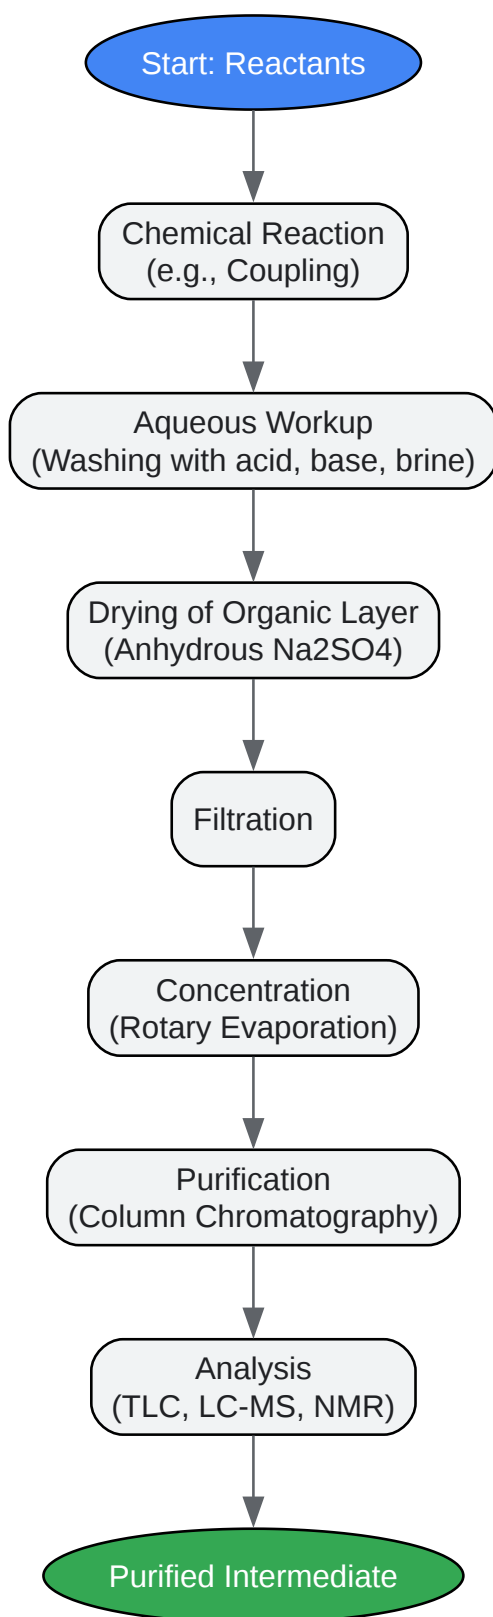 Start: Reactants
Chemical Reaction
(e.g., Coupling)
Aqueous Workup
(Washing with acid, base, brine)
Drying of Organic Layer
(Anhydrous Na2SO4)
Filtration
Concentration
(Rotary Evaporation)
Purification
(Column Chromatography)
Analysis
(TLC, LC-MS, NMR)
Purified Intermediate